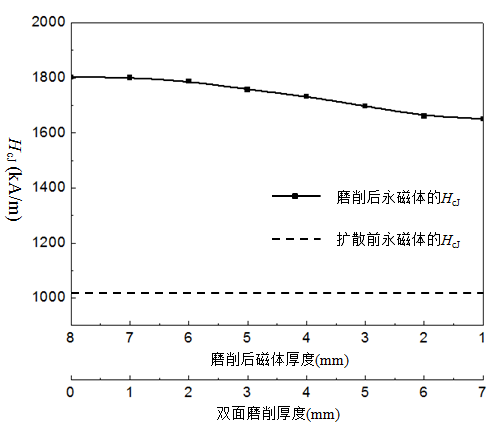 2000
1800
1600
1400
1200
1000
HcJ (kA/m)
磨削后永磁体的HcJ
扩散前永磁体的HcJ
8 7 6 5 4 3 2 1
磨削后磁体厚度(mm)
0 1 2 3 4 5 6 7
双面磨削厚度(mm)